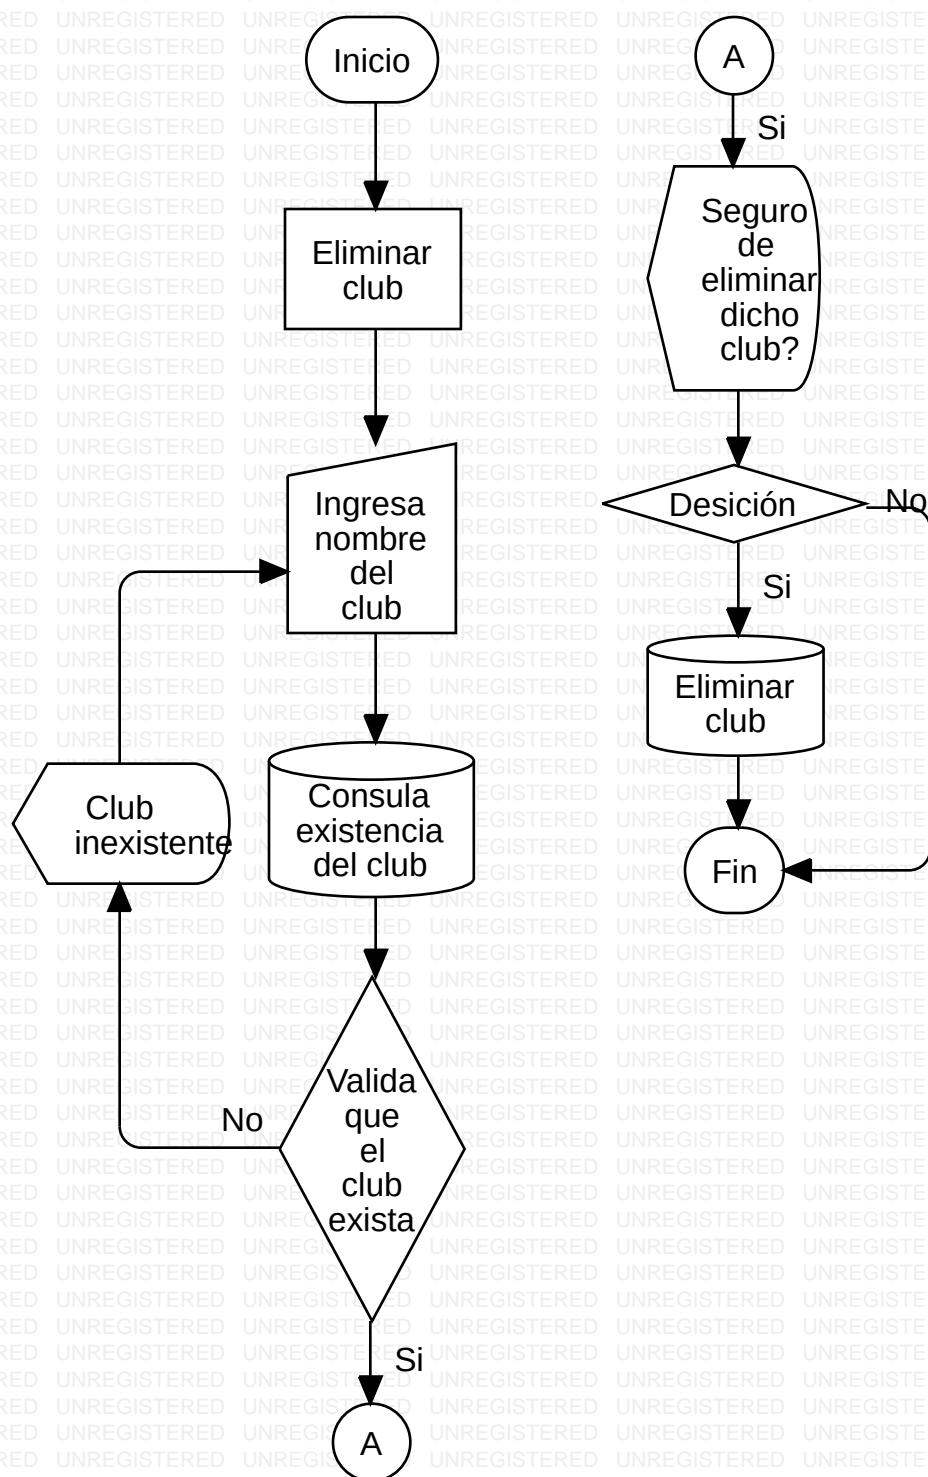 Inicio
Eliminar
club
Ingresa
nombre
del
club
Consula
existencia
del club
Club
inexistente
Valida
que
el
club
exista
No
Si
A
A
Si
Seguro
de
eliminar
dicho
club?
Desición
No
Si
Eliminar
club
Fin
UNREGISTERED